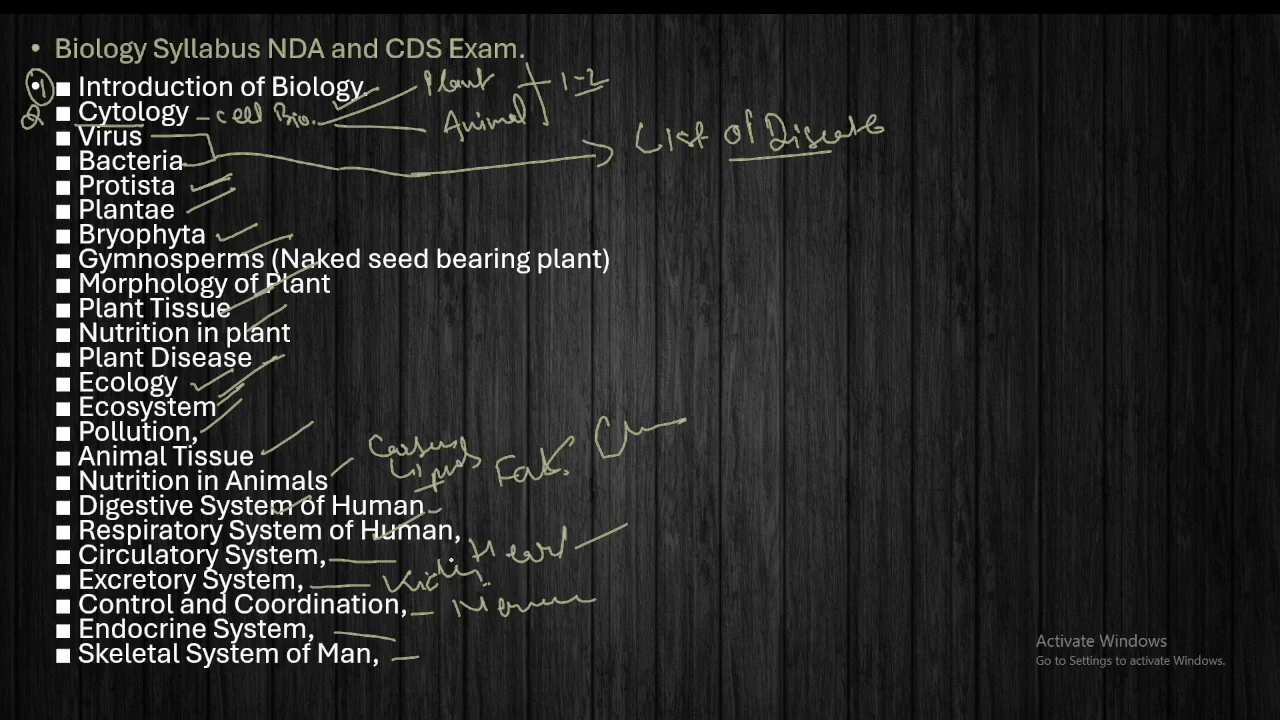 • Biology Syllabus NDA and CDS Exam.
■ Introduction of Biology.
Plant
1-2
Animal
2 ■ Cytology - cell Bio.
■ Virus
List of Disease
■ Bacteria
■ Protista
■ Plantae
■ Bryophyta
■ Gymnosperms (Naked seed bearing plant)
■ Morphology of Plant
■ Plant Tissue
■ Nutrition in plant
■ Plant Disease
■ Ecology
■ Ecosystem
■ Pollution,
■ Animal Tissue
■ Nutrition in Animals
Lipids
Fat.
■ Digestive System of Human
■ Respiratory System of Human,
■ Circulatory System,
Heart
■ Excretory System,
■ Control and Coordination,
■ Endocrine System,
■ Skeletal System of Man,
Activate Windows
Go to Settings to activate Windows.